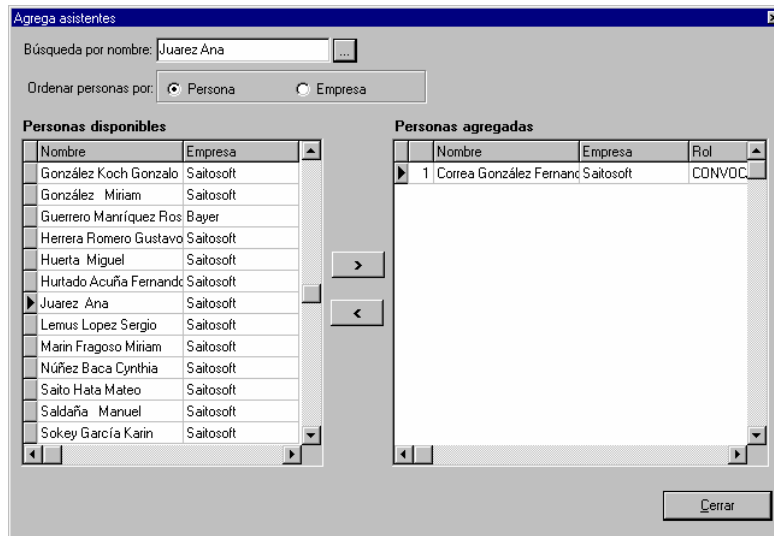 Agrega asistentes
Búsqueda por nombre: Juarez Ana ...
Ordenar personas por: Persona Empresa
Personas disponibles
Nombre Empresa
González Koch Gonzalo Saitosoft
González Miriam Saitosoft
Guerrero Manríquez Ros Bayer
Herrera Romero Gustavo Saitosoft
Huerta Miguel Saitosoft
Hurtado Acuña Fernando Saitosoft
Juarez Ana Saitosoft
Lemus Lopez Sergio Saitosoft
Marin Fragoso Miriam Saitosoft
Núñez Baca Cynthia Saitosoft
Saito Hata Mateo Saitosoft
Saldaña Manuel Saitosoft
Sokey García Karin Saitosoft
>
<
Personas agregadas
Nombre Empresa Rol
1 Correa González Fernand Saitosoft CONVOC
Cerrar